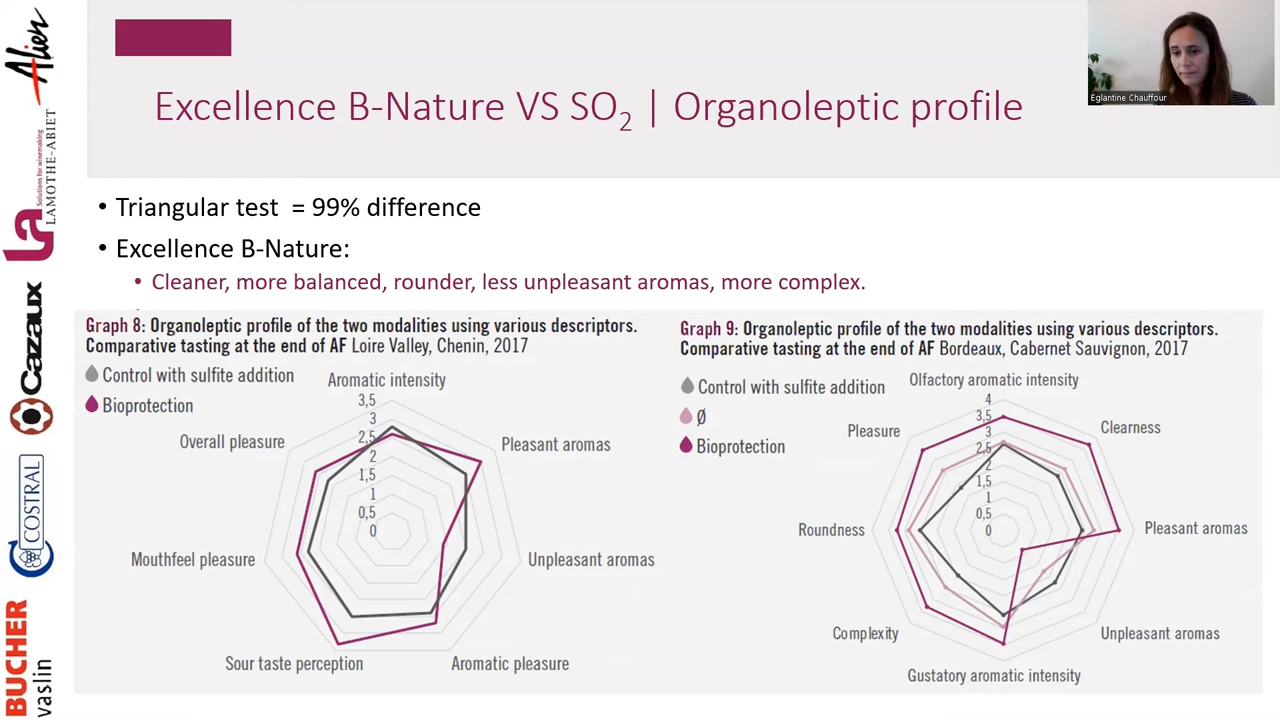 Alien
Solutions for winemaking
LAMOTHE-ABIET
La
Cazaux
COSTRAL
BUCHER
vaslin
Excellence B-Nature VS SO2 | Organoleptic profile
Eglantine Chauffour
• Triangular test = 99% difference
• Excellence B-Nature:
• Cleaner, more balanced, rounder, less unpleasant aromas, more complex.
Graph 8: Organoleptic profile of the two modalities using various descriptors.
Comparative tasting at the end of AF Loire Valley, Chenin, 2017
Control with sulfite addition
Bioprotection
Aromatic intensity
3,5
3
2,5
2
1,5
1
0,5
0
Pleasant aromas
Unpleasant aromas
Aromatic pleasure
Sour taste perception
Mouthfeel pleasure
Overall pleasure
Graph 9: Organoleptic profile of the two modalities using various descriptors.
Comparative tasting at the end of AF Bordeaux, Cabernet Sauvignon, 2017
Control with sulfite addition
Ø
Bioprotection
Olfactory aromatic intensity
4
3,5
3
2,5
2
1,5
1
0,5
0
Clearness
Pleasant aromas
Unpleasant aromas
Gustatory aromatic intensity
Complexity
Roundness
Pleasure